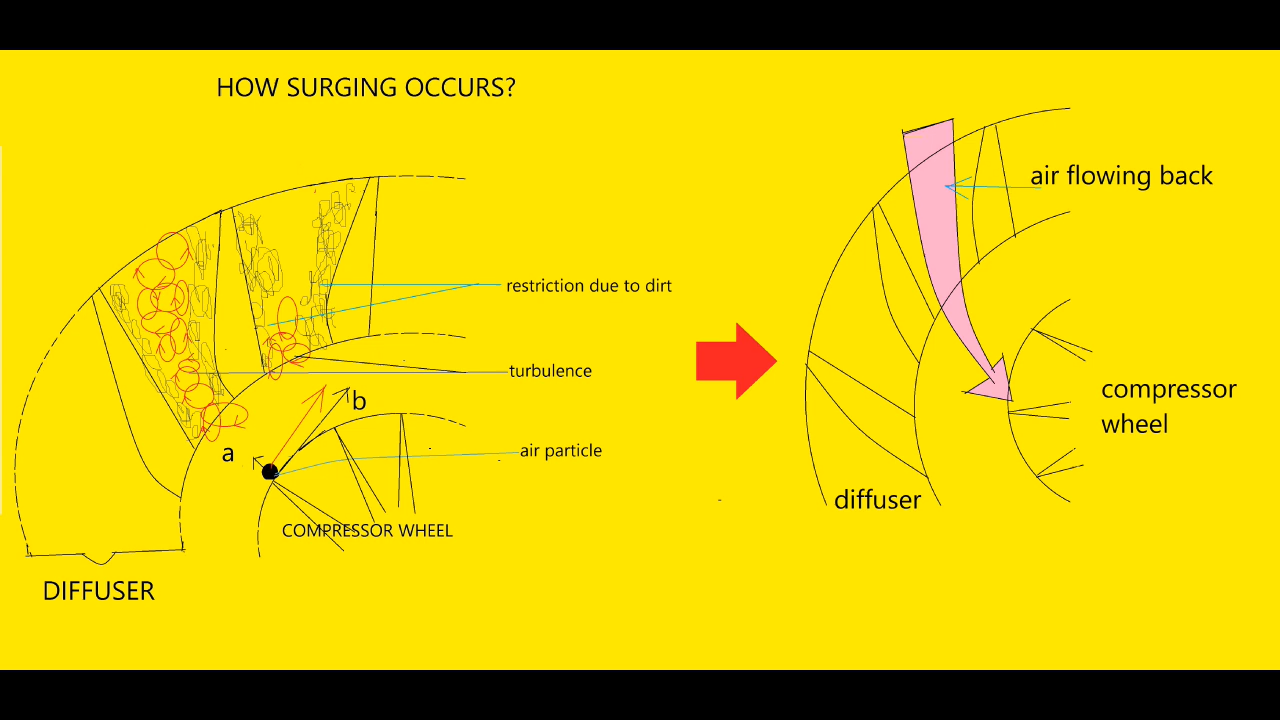 HOW SURGING OCCURS?
restriction due to dirt
turbulence
b
a
air particle
COMPRESSOR WHEEL
DIFFUSER
air flowing back
compressor
wheel
diffuser